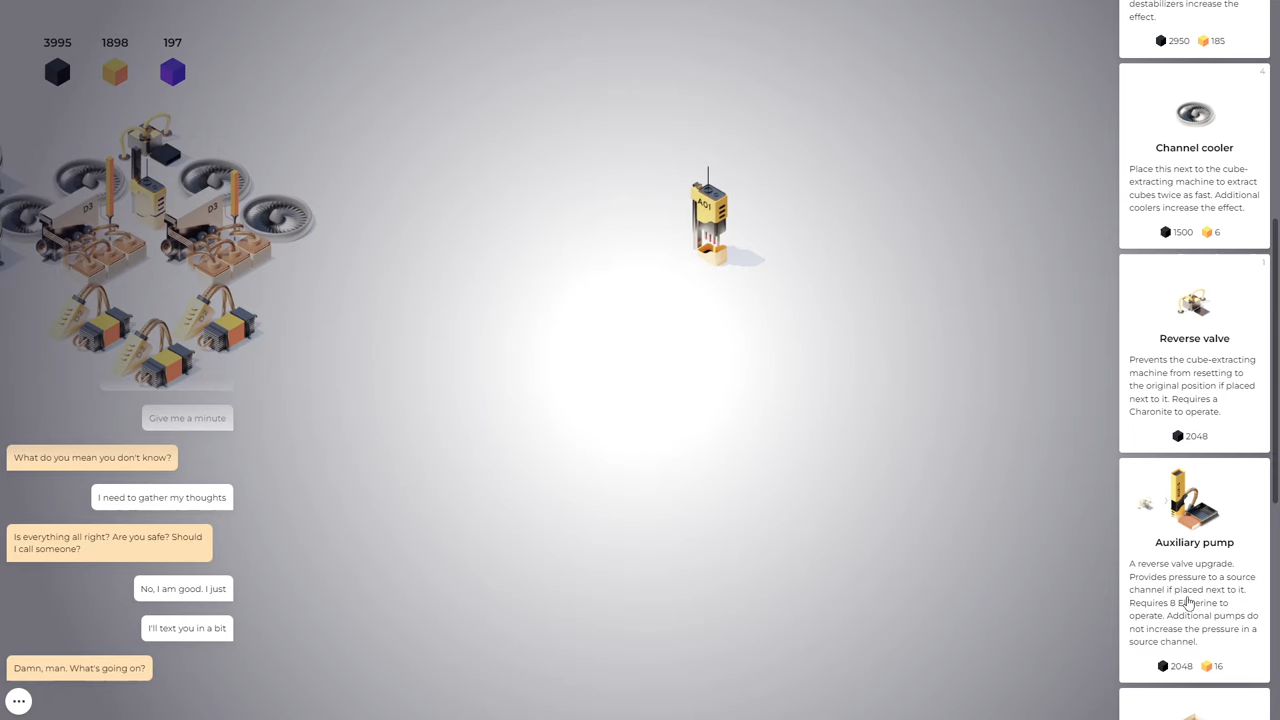 3995 1898 197
D3
D3
A01
Give me a minute
What do you mean you don't know?
I need to gather my thoughts
Is everything all right? Are you safe? Should
I call someone?
No, I am good. I just
I'll text you in a bit
Damn, man. What's going on?
destabilizers increase the
effect.
2950 185
4
Channel cooler
Place this next to the cube-
extracting machine to extract
cubes twice as fast. Additional
coolers increase the effect.
1500 6
1
Reverse valve
Prevents the cube-extracting
machine from resetting to
the original position if placed
next to it. Requires a
Charonite to operate.
2048
Auxiliary pump
A reverse valve upgrade.
Provides pressure to a source
channel if placed next to it.
Requires 8 to
operate. Additional pumps do
not increase the pressure in a
source channel.
2048 16